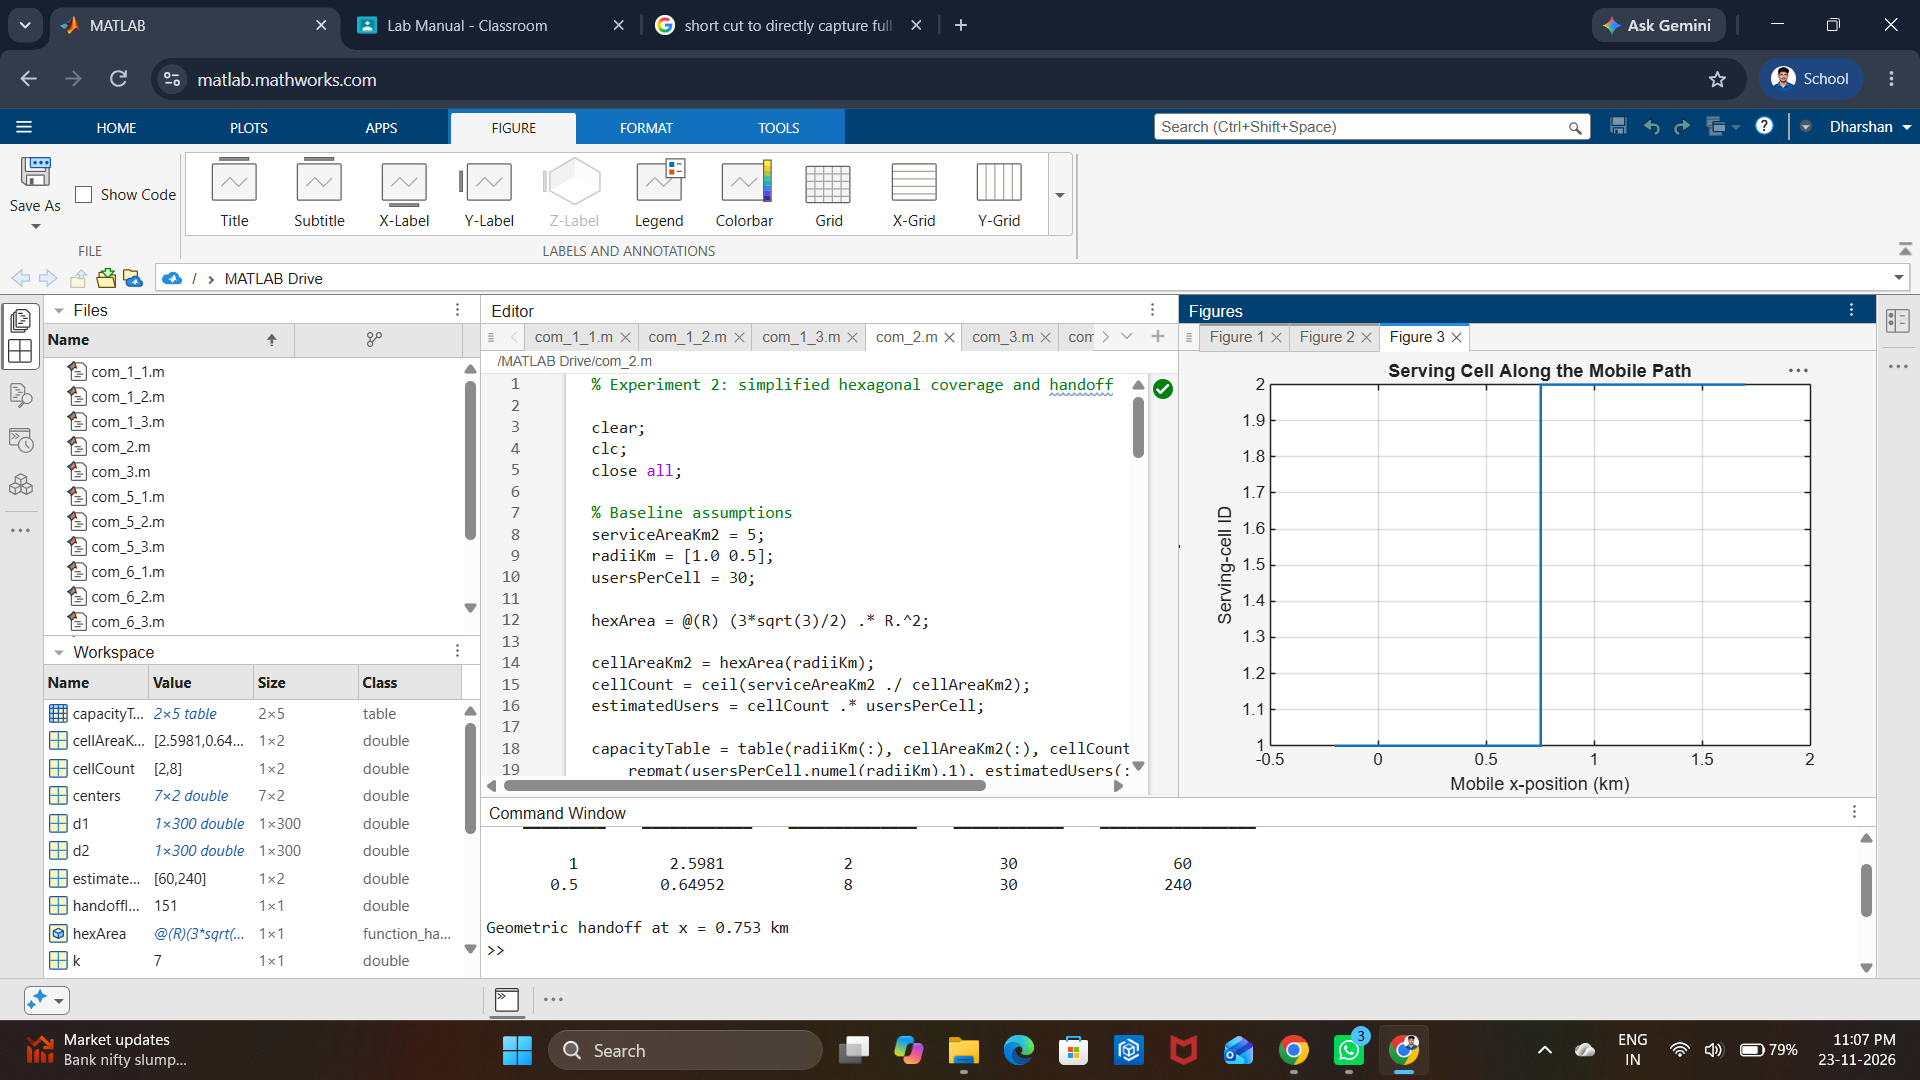 MATLAB
Lab Manual - Classroom
short cut to directly capture full
Ask Gemini
matlab.mathworks.com
School
HOME
PLOTS
APPS
FIGURE
FORMAT
TOOLS
Search (Ctrl+Shift+Space)
Dharshan
Save As
Show Code
Title
Subtitle
X-Label
Y-Label
Z-Label
Legend
Colorbar
Grid
X-Grid
Y-Grid
FILE
LABELS AND ANNOTATIONS
/ > MATLAB Drive
Files
Name
com_1_1.m
com_1_2.m
com_1_3.m
com_2.m
com_3.m
com_5_1.m
com_5_2.m
com_5_3.m
com_6_1.m
com_6_2.m
com_6_3.m
Workspace
Name Value Size Class
capacityT... 2×5 table 2×5 table
cellAreaK... [2.5981,0.64... 1×2 double
cellCount [2,8] 1×2 double
centers 7×2 double 7×2 double
d1 1×300 double 1×300 double
d2 1×300 double 1×300 double
estimate... [60,240] 1×2 double
handoffI... 151 1×1 double
hexArea @(R)(3*sqrt(... 1×1 function_ha...
k 7 1×1 double
Editor
com_1_1.m com_1_2.m com_1_3.m com_2.m com_3.m com
/MATLAB Drive/com_2.m
1 % Experiment 2: simplified hexagonal coverage and handoff
2
3 clear;
4 clc;
5 close all;
6
7 % Baseline assumptions
8 serviceAreaKm2 = 5;
9 radiiKm = [1.0 0.5];
10 usersPerCell = 30;
11
12 hexArea = @(R) (3*sqrt(3)/2) .* R.^2;
13
14 cellAreaKm2 = hexArea(radiiKm);
15 cellCount = ceil(serviceAreaKm2 ./ cellAreaKm2);
16 estimatedUsers = cellCount .* usersPerCell;
17
18 capacityTable = table(radiiKm(:), cellAreaKm2(:), cellCount
19 repmat(usersPerCell,numel(radiiKm),1), estimatedUsers(:
Figures
Figure 1 Figure 2 Figure 3
Serving Cell Along the Mobile Path
2
1.9
1.8
1.7
1.6
1.5
1.4
1.3
1.2
1.1
1
Serving-cell ID
-0.5 0 0.5 1 1.5 2
Mobile x-position (km)
Command Window
1 2.5981 2 30 60
0.5 0.64952 8 30 240
Geometric handoff at x = 0.753 km
>>
Market updates
Bank nifty slump...
Search
3
ENG
IN
79%
11:07 PM
23-11-2026